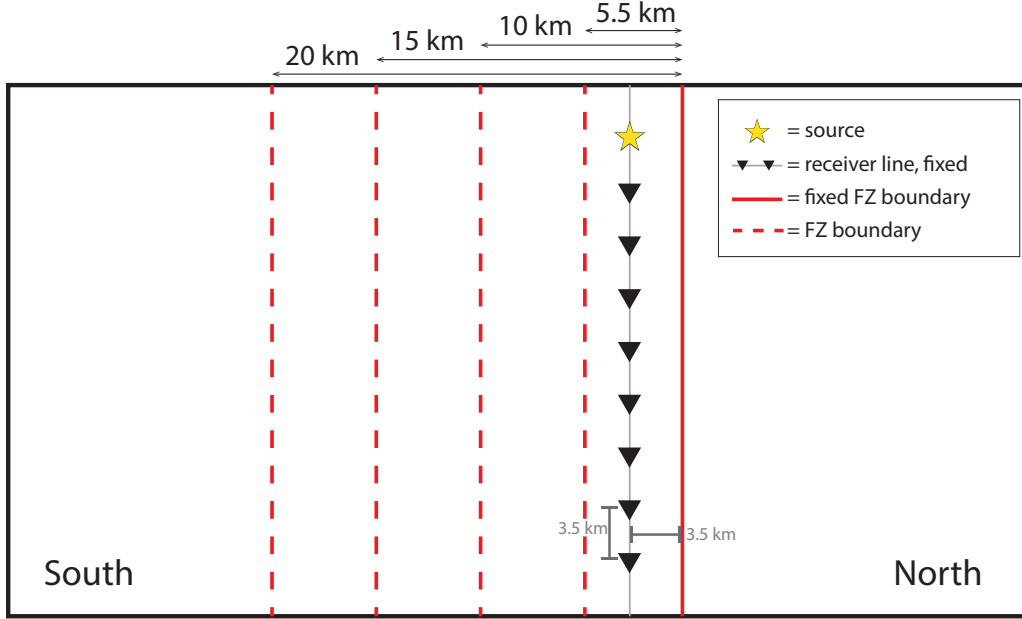 5.5 km
10 km
15 km
20 km
= source
= receiver line, fixed
= fixed FZ boundary
= FZ boundary
3.5 km
3.5 km
South
North